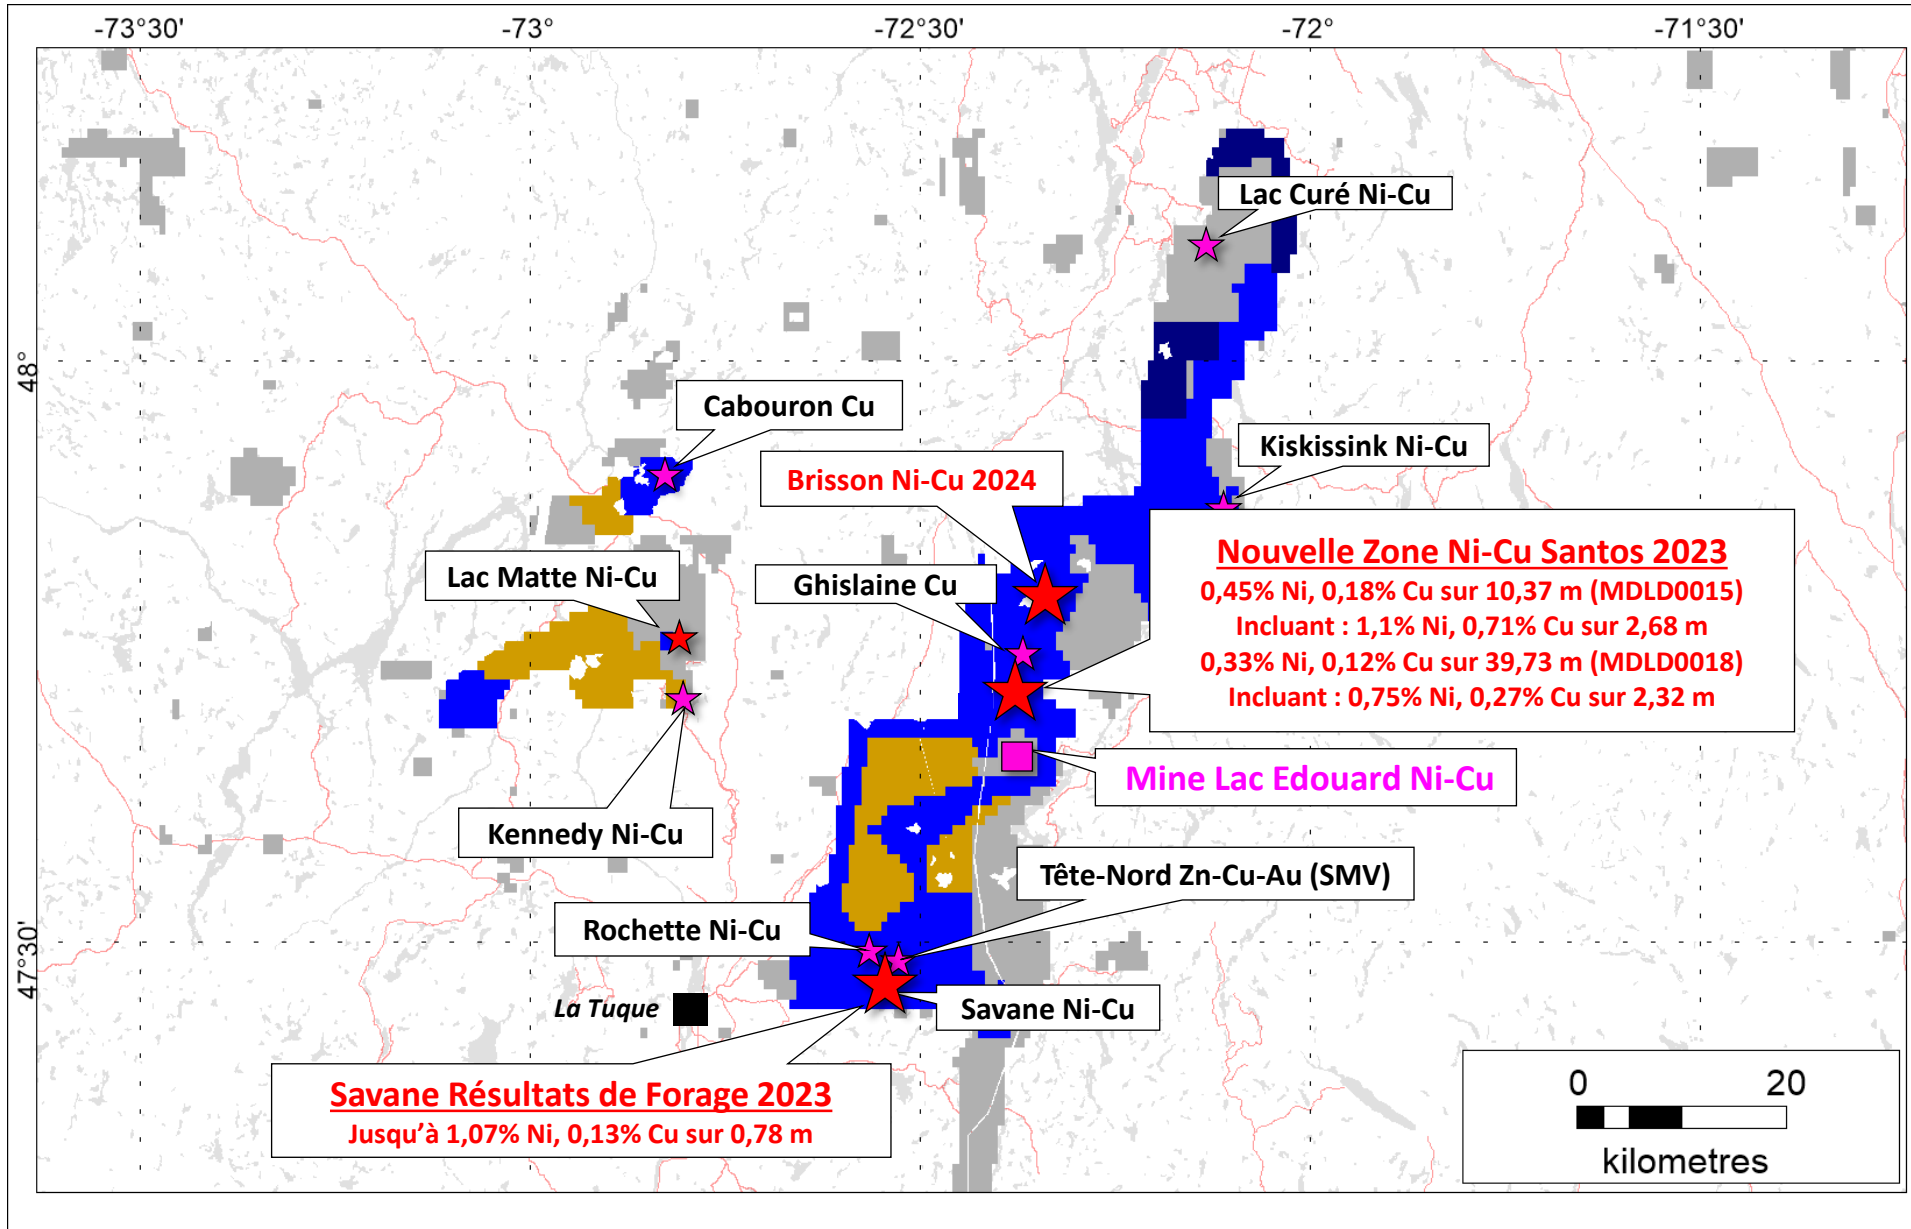 -73°30'
-73°
-72°30'
-72°
-71°30'
Lac Curé Ni-Cu
48°
Cabouron Cu
Kiskissink Ni-Cu
Brisson Ni-Cu 2024
Nouvelle Zone Ni-Cu Santos 2023
0,45% Ni, 0,18% Cu sur 10,37 m (MDLD0015)
Incluant : 1,1% Ni, 0,71% Cu sur 2,68 m
0,33% Ni, 0,12% Cu sur 39,73 m (MDLD0018)
Incluant : 0,75% Ni, 0,27% Cu sur 2,32 m
Lac Matte Ni-Cu
Ghislaine Cu
Mine Lac Edouard Ni-Cu
Kennedy Ni-Cu
Tête-Nord Zn-Cu-Au (SMV)
Rochette Ni-Cu
47°30'
La Tuque
Savane Ni-Cu
Savane Résultats de Forage 2023
Jusqu'à 1,07% Ni, 0,13% Cu sur 0,78 m
0 20
kilometres